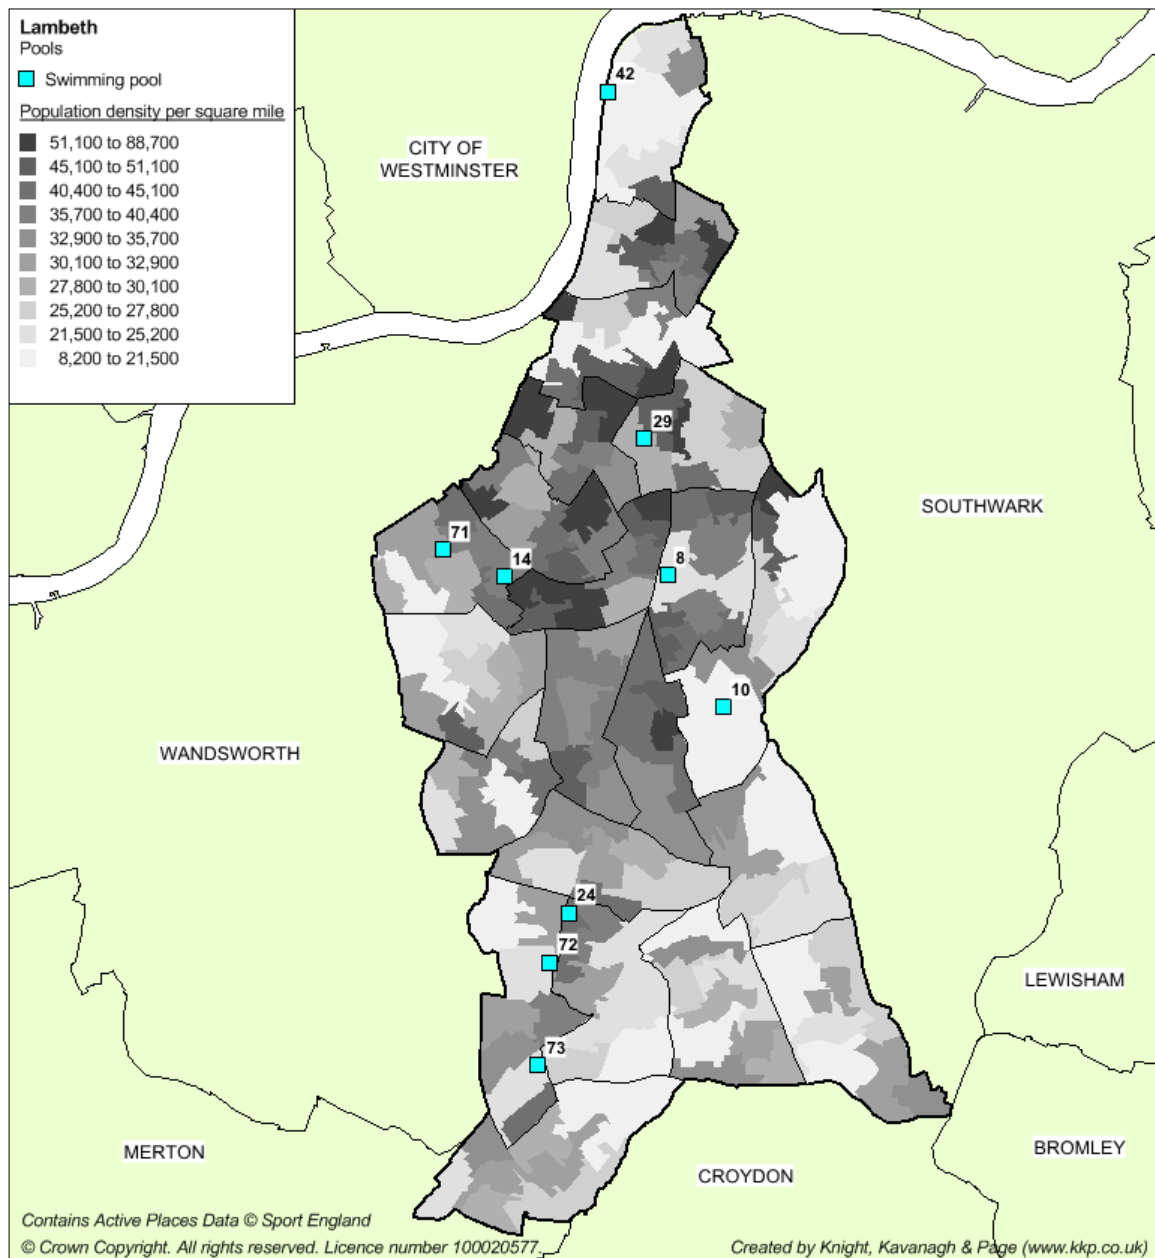 Lambeth
Pools
Swimming pool
Population density per square mile
51,100 to 88,700
45,100 to 51,100
40,400 to 45,100
35,700 to 40,400
32,900 to 35,700
30,100 to 32,900
27,800 to 30,100
25,200 to 27,800
21,500 to 25,200
8,200 to 21,500
42
CITY OF
WESTMINSTER
29
SOUTHWARK
71
14
8
10
WANDSWORTH
24
72
LEWISHAM
73
MERTON
BROMLEY
CROYDON
Contains Active Places Data © Sport England
© Crown Copyright. All rights reserved. Licence number 100020577.
Created by Knight, Kavanagh & Page (www.kkp.co.uk)